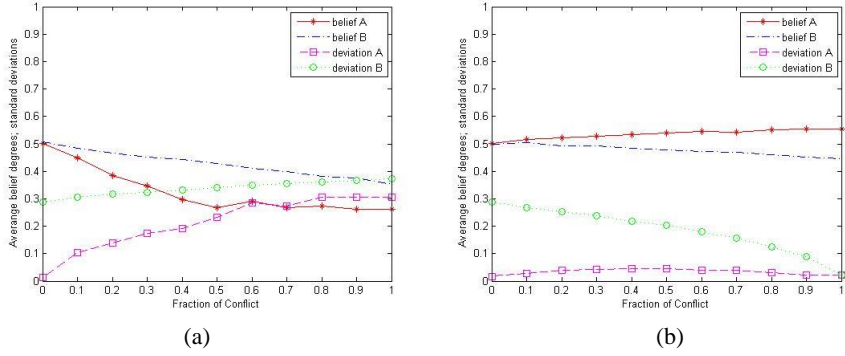 1
0.9
0.8
0.7
0.6
0.5
0.4
0.3
0.2
0.1
0
Averange belief degrees; standard deviations
belief A
belief B
deviation A
deviation B
0 0.1 0.2 0.3 0.4 0.5 0.6 0.7 0.8 0.9 1
Fraction of Conflict
(a)
1
0.9
0.8
0.7
0.6
0.5
0.4
0.3
0.2
0.1
0
Averange belief degrees; standard deviations
belief A
belief B
deviation A
deviation B
0 0.1 0.2 0.3 0.4 0.5 0.6 0.7 0.8 0.9 1
Fraction of Conflict
(b)